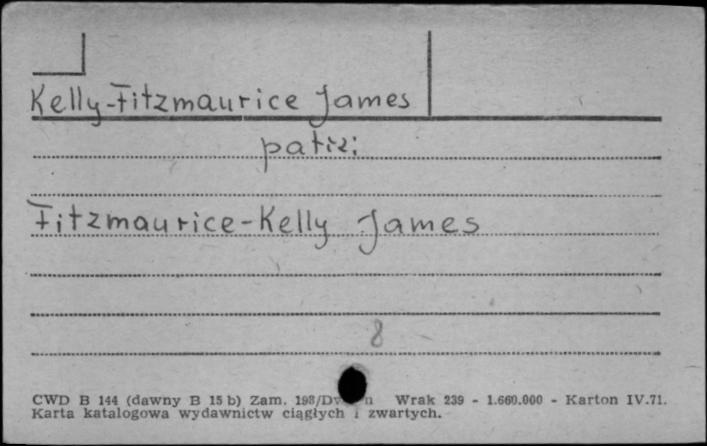 Kelly-Fitzmaurice James
patrz:
Fitzmaurice-Kelly James
8
CWD B 144 (dawny B 15 b) Zam. Wrak 239 - 1.660.000 - Karton IV.71.
Karta katalogowa wydawnictw ciągłych i zwartych.